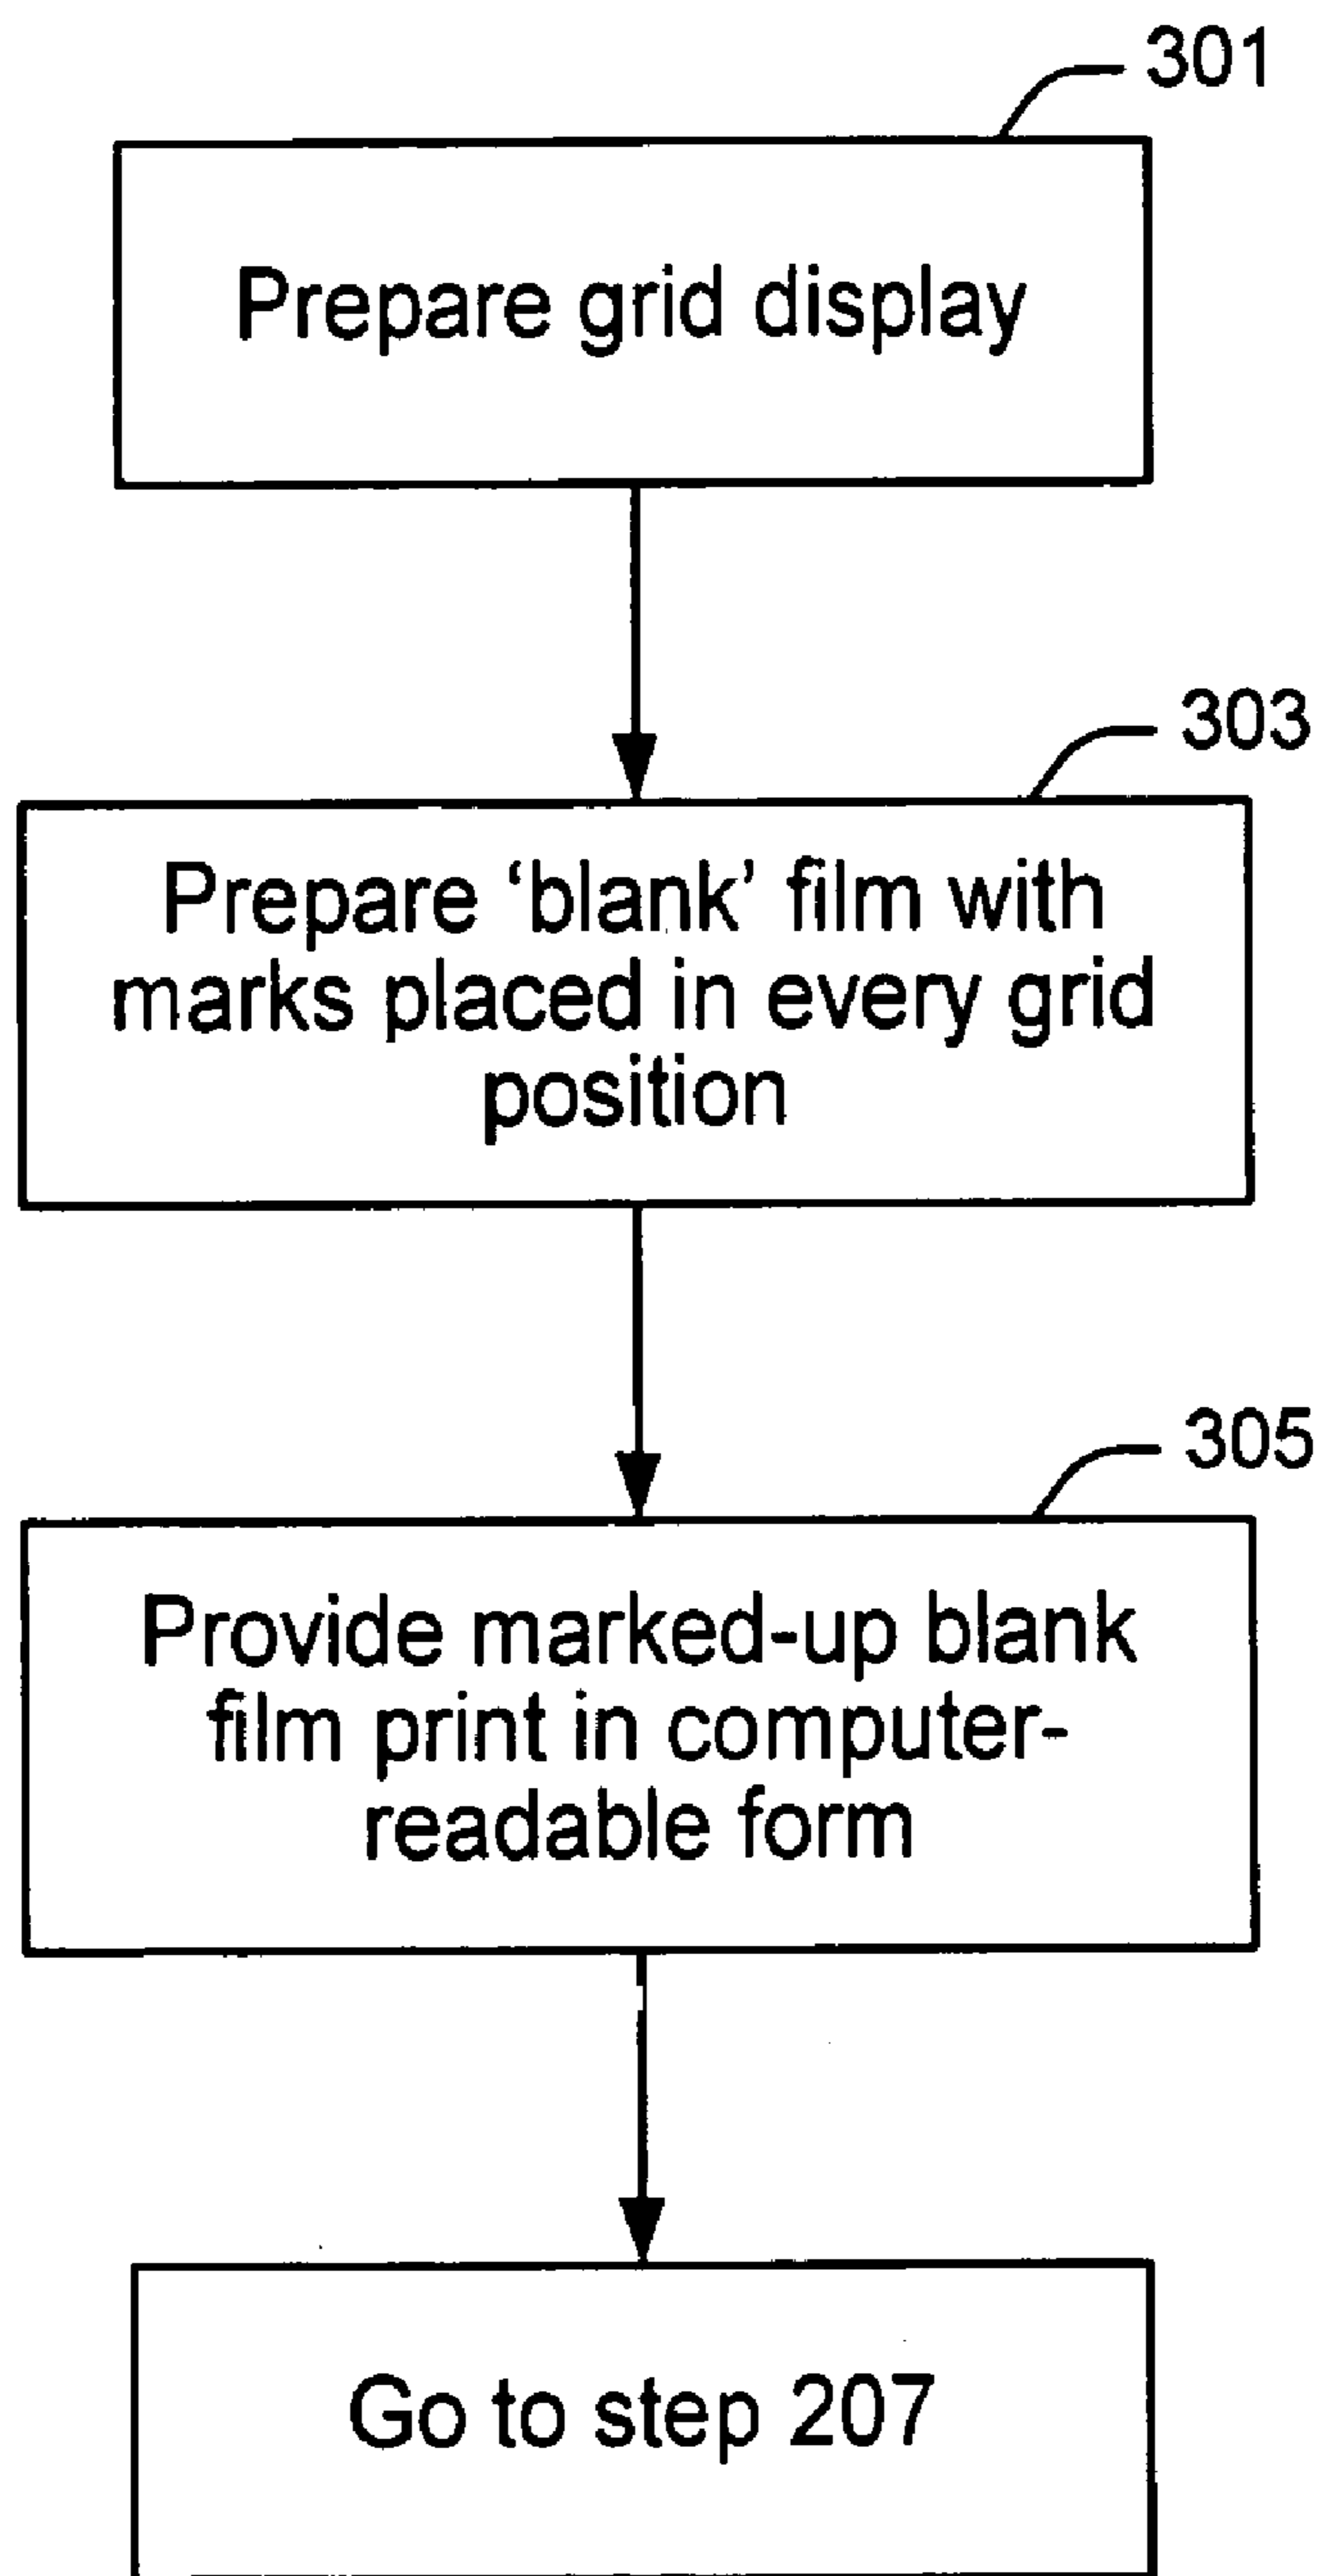 301
Prepare grid display
303
Prepare ‘blank’ film with
marks placed in every grid
position
305
Provide marked-up blank
film print in computer-
readable form
Go to step 207